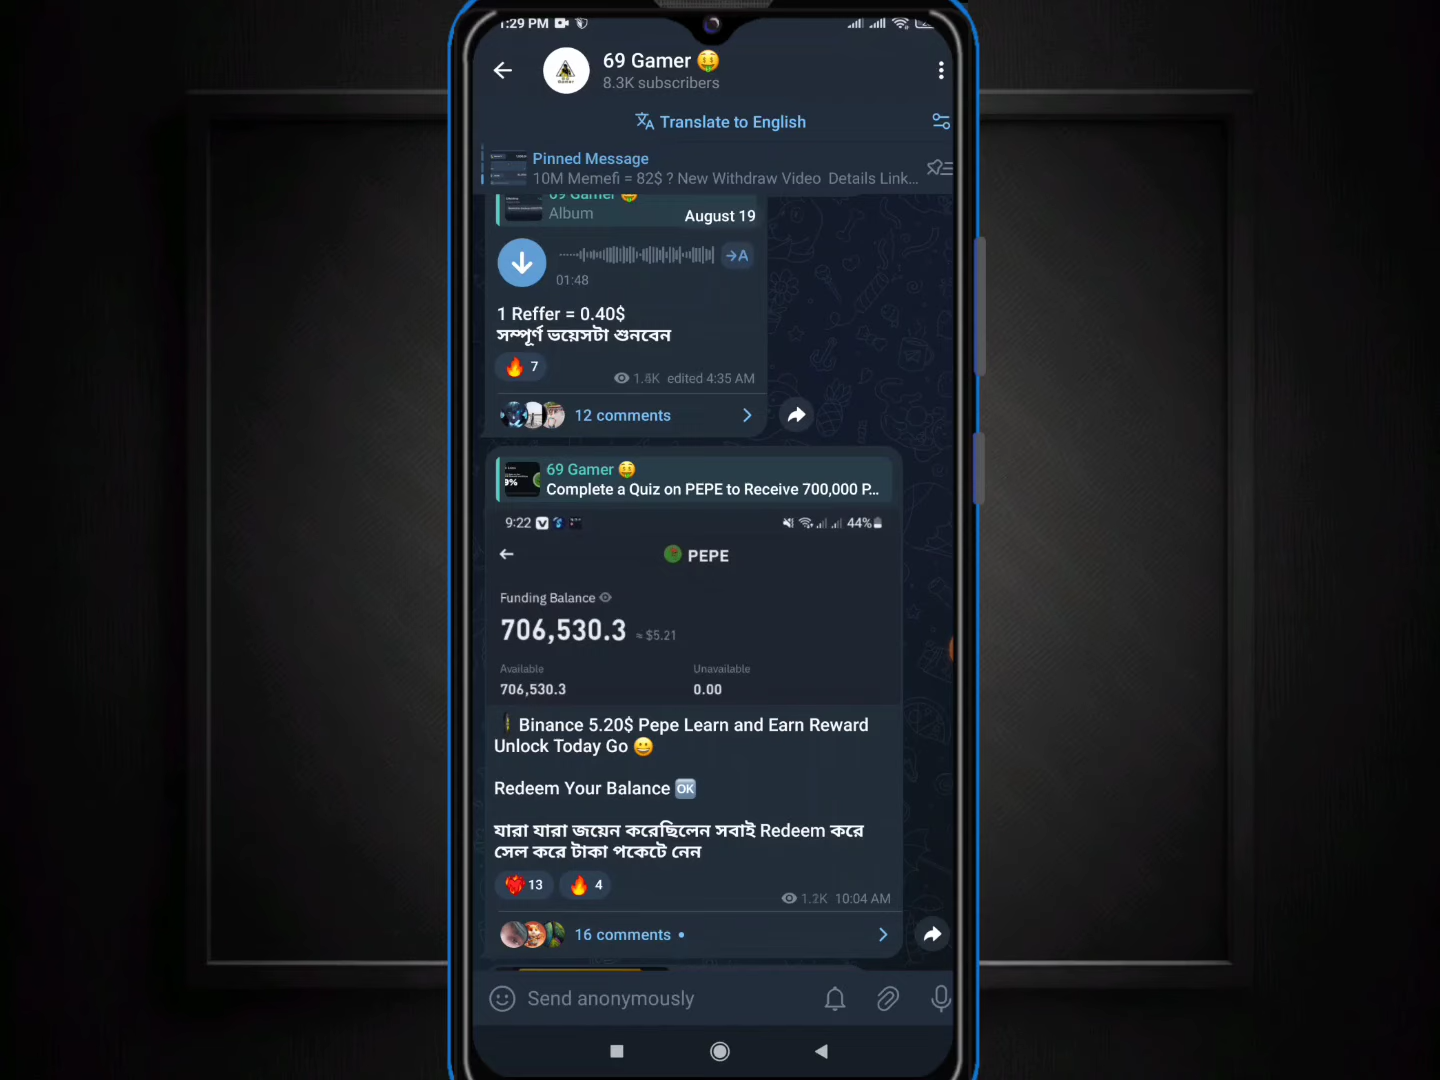 1:29 PM
69 Gamer 🤑
8.3K subscribers
Translate to English
Pinned Message
10M Memefi = 82$ ? New Withdraw Video Details Link...
69 Gamer 🤑
Album
August 19
→A
01:48
1 Reffer = 0.40$
সম্পূর্ণ ভয়েসটা শুনবেন
🔥 7
edited 4:35 AM
12 comments
69 Gamer 🤑
Complete a Quiz on PEPE to Receive 700,000 P...
9%
9:22
44%
PEPE
Funding Balance
706,530.3 ≈ $5.21
Available
Unavailable
706,530.3
0.00
Binance 5.20$ Pepe Learn and Earn Reward
Unlock Today Go 😀
Redeem Your Balance 🆗
যারা যারা জয়েন করেছিলেন সবাই Redeem করে
সেল করে টাকা পকেটে নেন
13 🔥 4
1.2K 10:04 AM
16 comments
Send anonymously